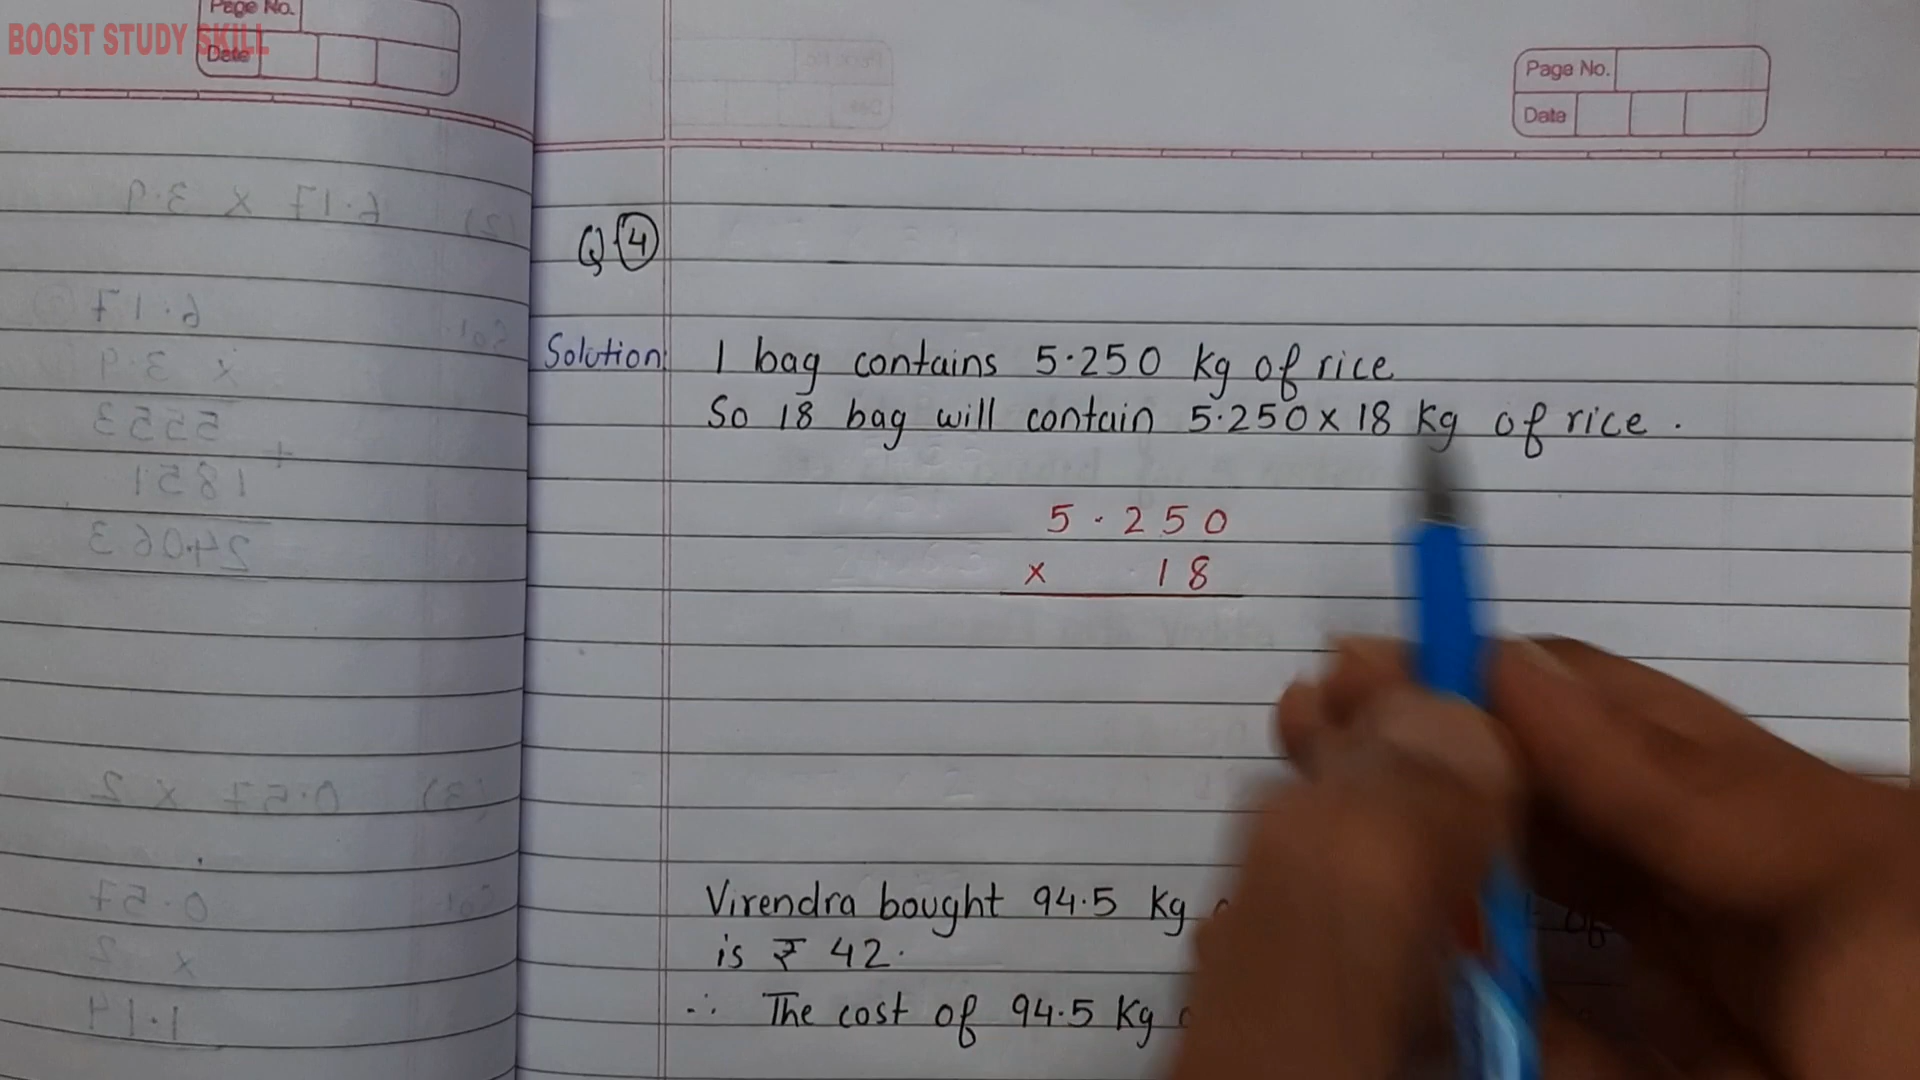 BOOST STUDY SKILL
Page No.
Date
Page No.
Date
Q.4
Solution: 1 bag contains 5.250 kg of rice
So 18 bag will contain 5.250 x 18 kg of rice.
5.250
x 18
Virendra bought 94.5 kg
is ₹ 42.
∴ The cost of 94.5 kg